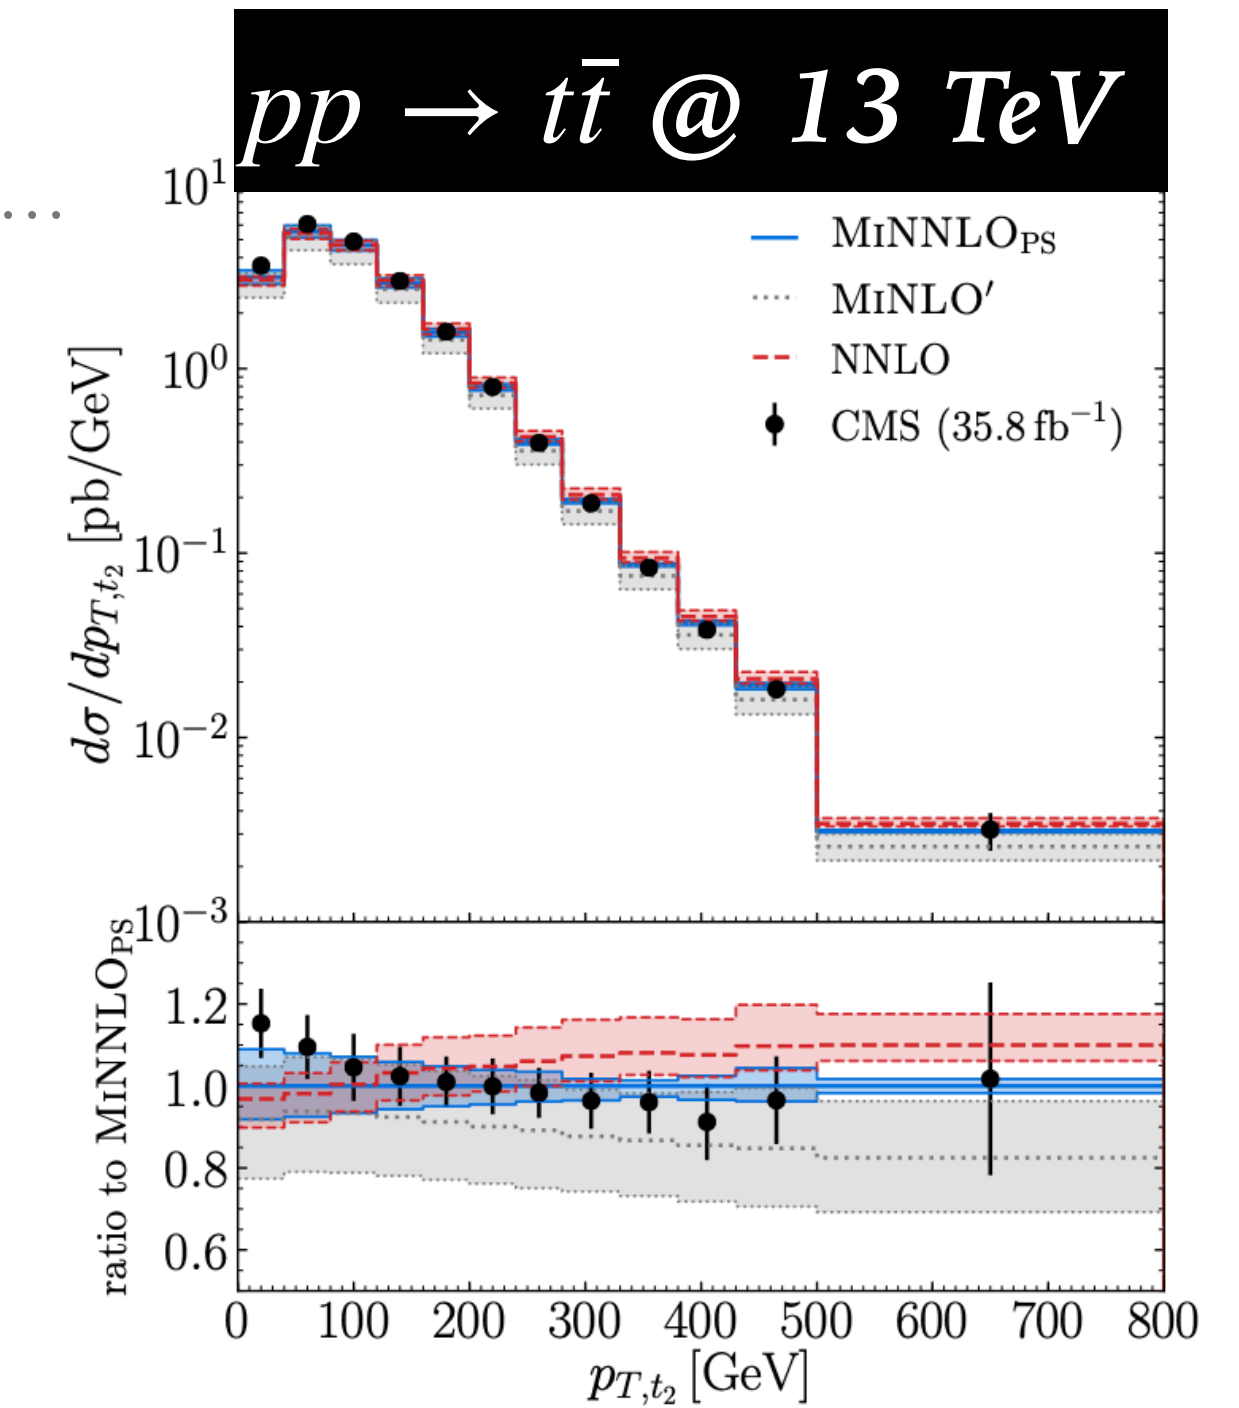 pp → tt̄ @ 13 TeV
...
10¹
10⁰
10⁻¹
10⁻²
10⁻³
dσ/dp_{T,t₂} [pb/GeV]
MiNNLO_PS
MiNLO′
NNLO
CMS (35.8 fb⁻¹)
ratio to MiNNLO_PS
1.2
1.0
0.8
0.6
0 100 200 300 400 500 600 700 800
p_{T,t₂} [GeV]